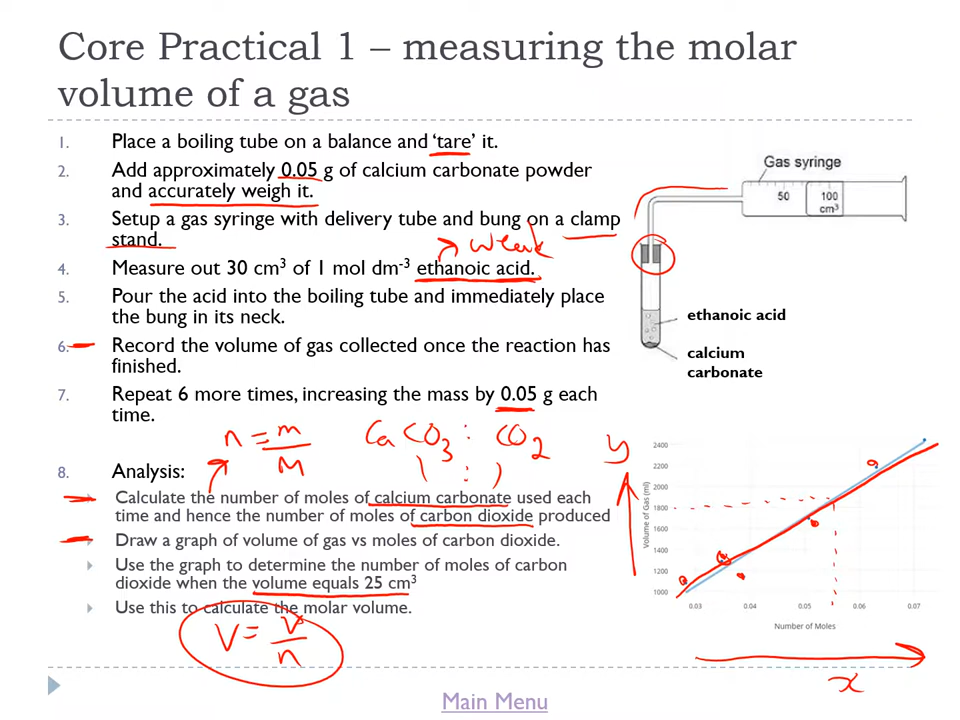 Core Practical 1 – measuring the molar
volume of a gas
1. Place a boiling tube on a balance and ‘tare’ it.
2. Add approximately 0.05 g of calcium carbonate powder
and accurately weigh it.
3. Setup a gas syringe with delivery tube and bung on a clamp
stand.
weak
4. Measure out 30 cm³ of 1 mol dm⁻³ ethanoic acid.
5. Pour the acid into the boiling tube and immediately place
the bung in its neck.
6. Record the volume of gas collected once the reaction has
finished.
7. Repeat 6 more times, increasing the mass by 0.05 g each
time.
n = m/M
CaCO₃ : CO₂
1 : 1
8. Analysis:
Calculate the number of moles of calcium carbonate used each
time and hence the number of moles of carbon dioxide produced
Draw a graph of volume of gas vs moles of carbon dioxide.
Use the graph to determine the number of moles of carbon
dioxide when the volume equals 25 cm³
Use this to calculate the molar volume.
V = v/n
Gas syringe
50 100
cm³
ethanoic acid
calcium
carbonate
y
Volume of Gas (ml)
2400
2200
2000
1800
1600
1400
1200
1000
0.03 0.04 0.05 0.06 0.07
Number of Moles
x
Main Menu